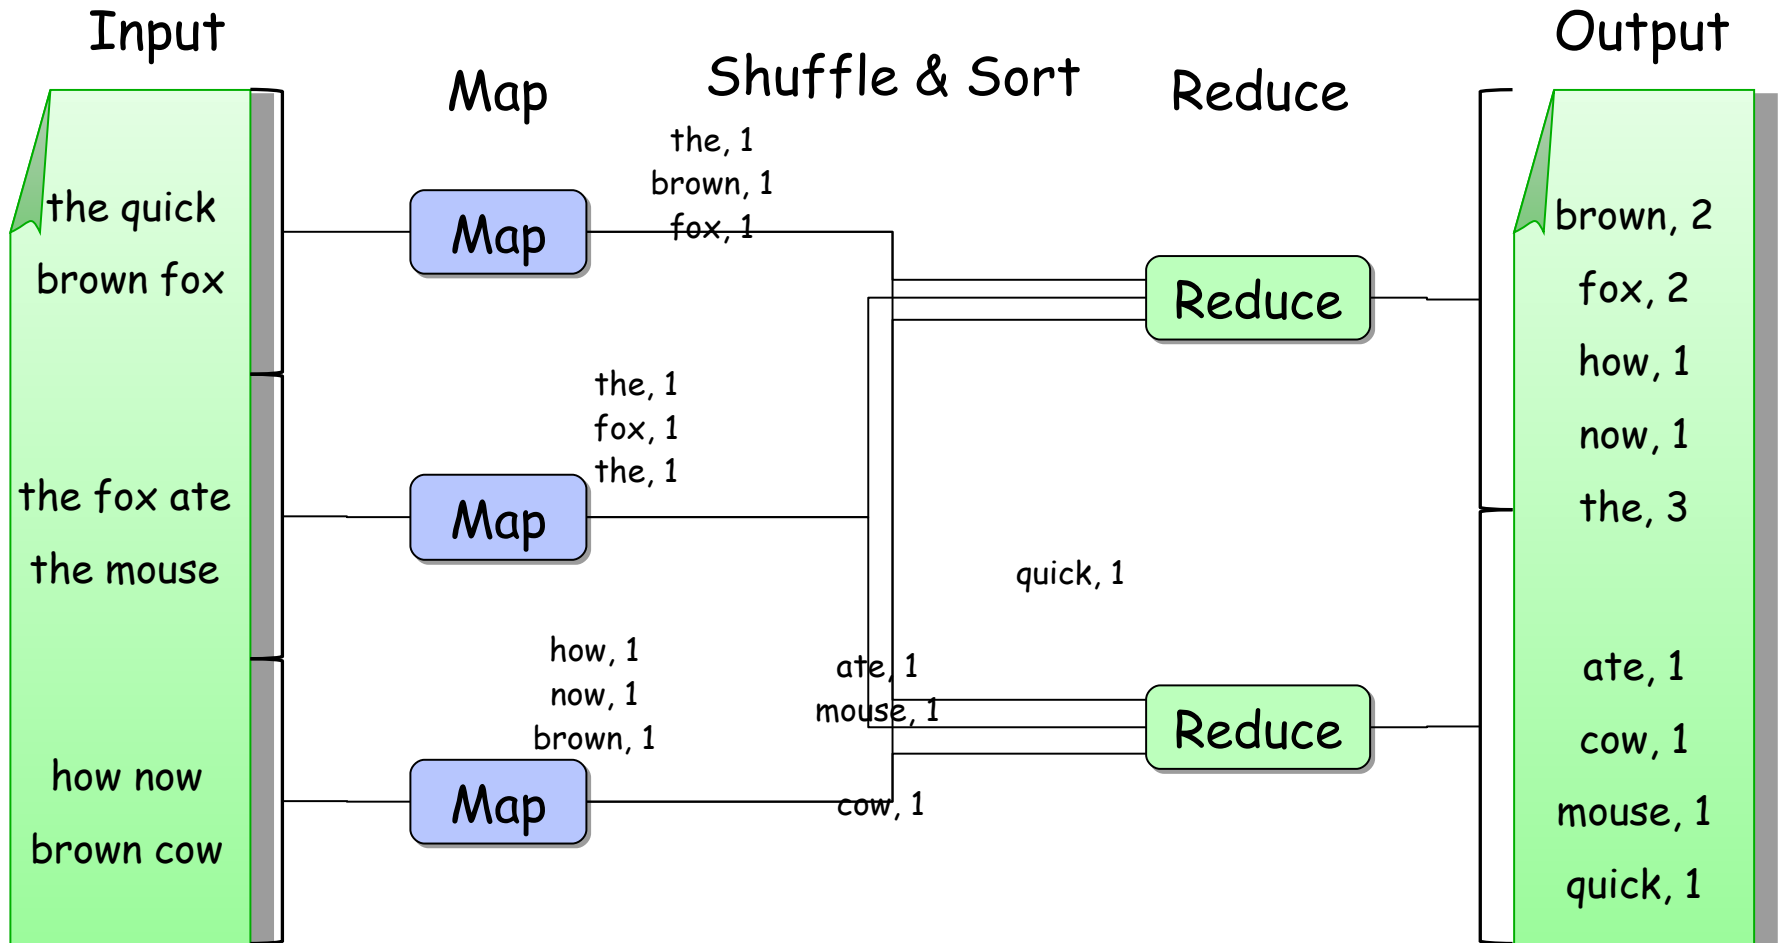 Input
Map
Shuffle & Sort
Reduce
Output
the quick
brown fox
the fox ate
the mouse
how now
brown cow
Map
Map
Map
the, 1
brown, 1
fox, 1
the, 1
fox, 1
the, 1
how, 1
now, 1
brown, 1
quick, 1
ate, 1
mouse, 1
cow, 1
Reduce
Reduce
brown, 2
fox, 2
how, 1
now, 1
the, 3
ate, 1
cow, 1
mouse, 1
quick, 1